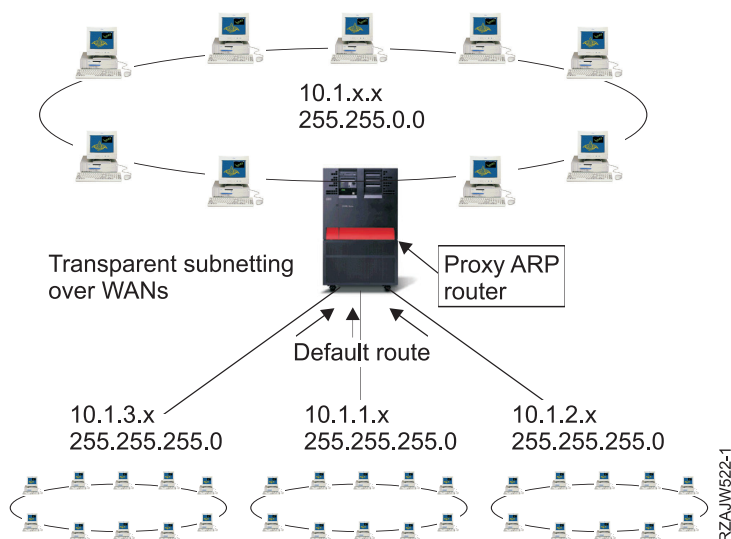 10.1.x.x
255.255.0.0
Transparent subnetting
over WANs
Proxy ARP
router
Default route
10.1.3.x
255.255.255.0
10.1.1.x
255.255.255.0
10.1.2.x
255.255.255.0
RZAJW522-1